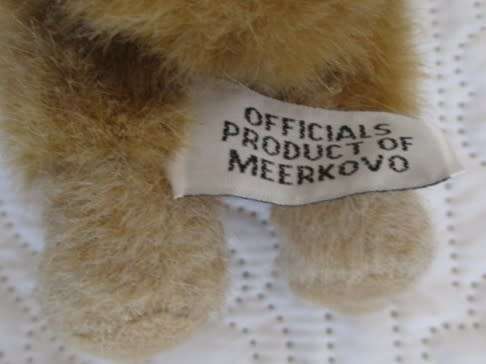 OFFICIALS
PRODUCT OF
MEERKOVO